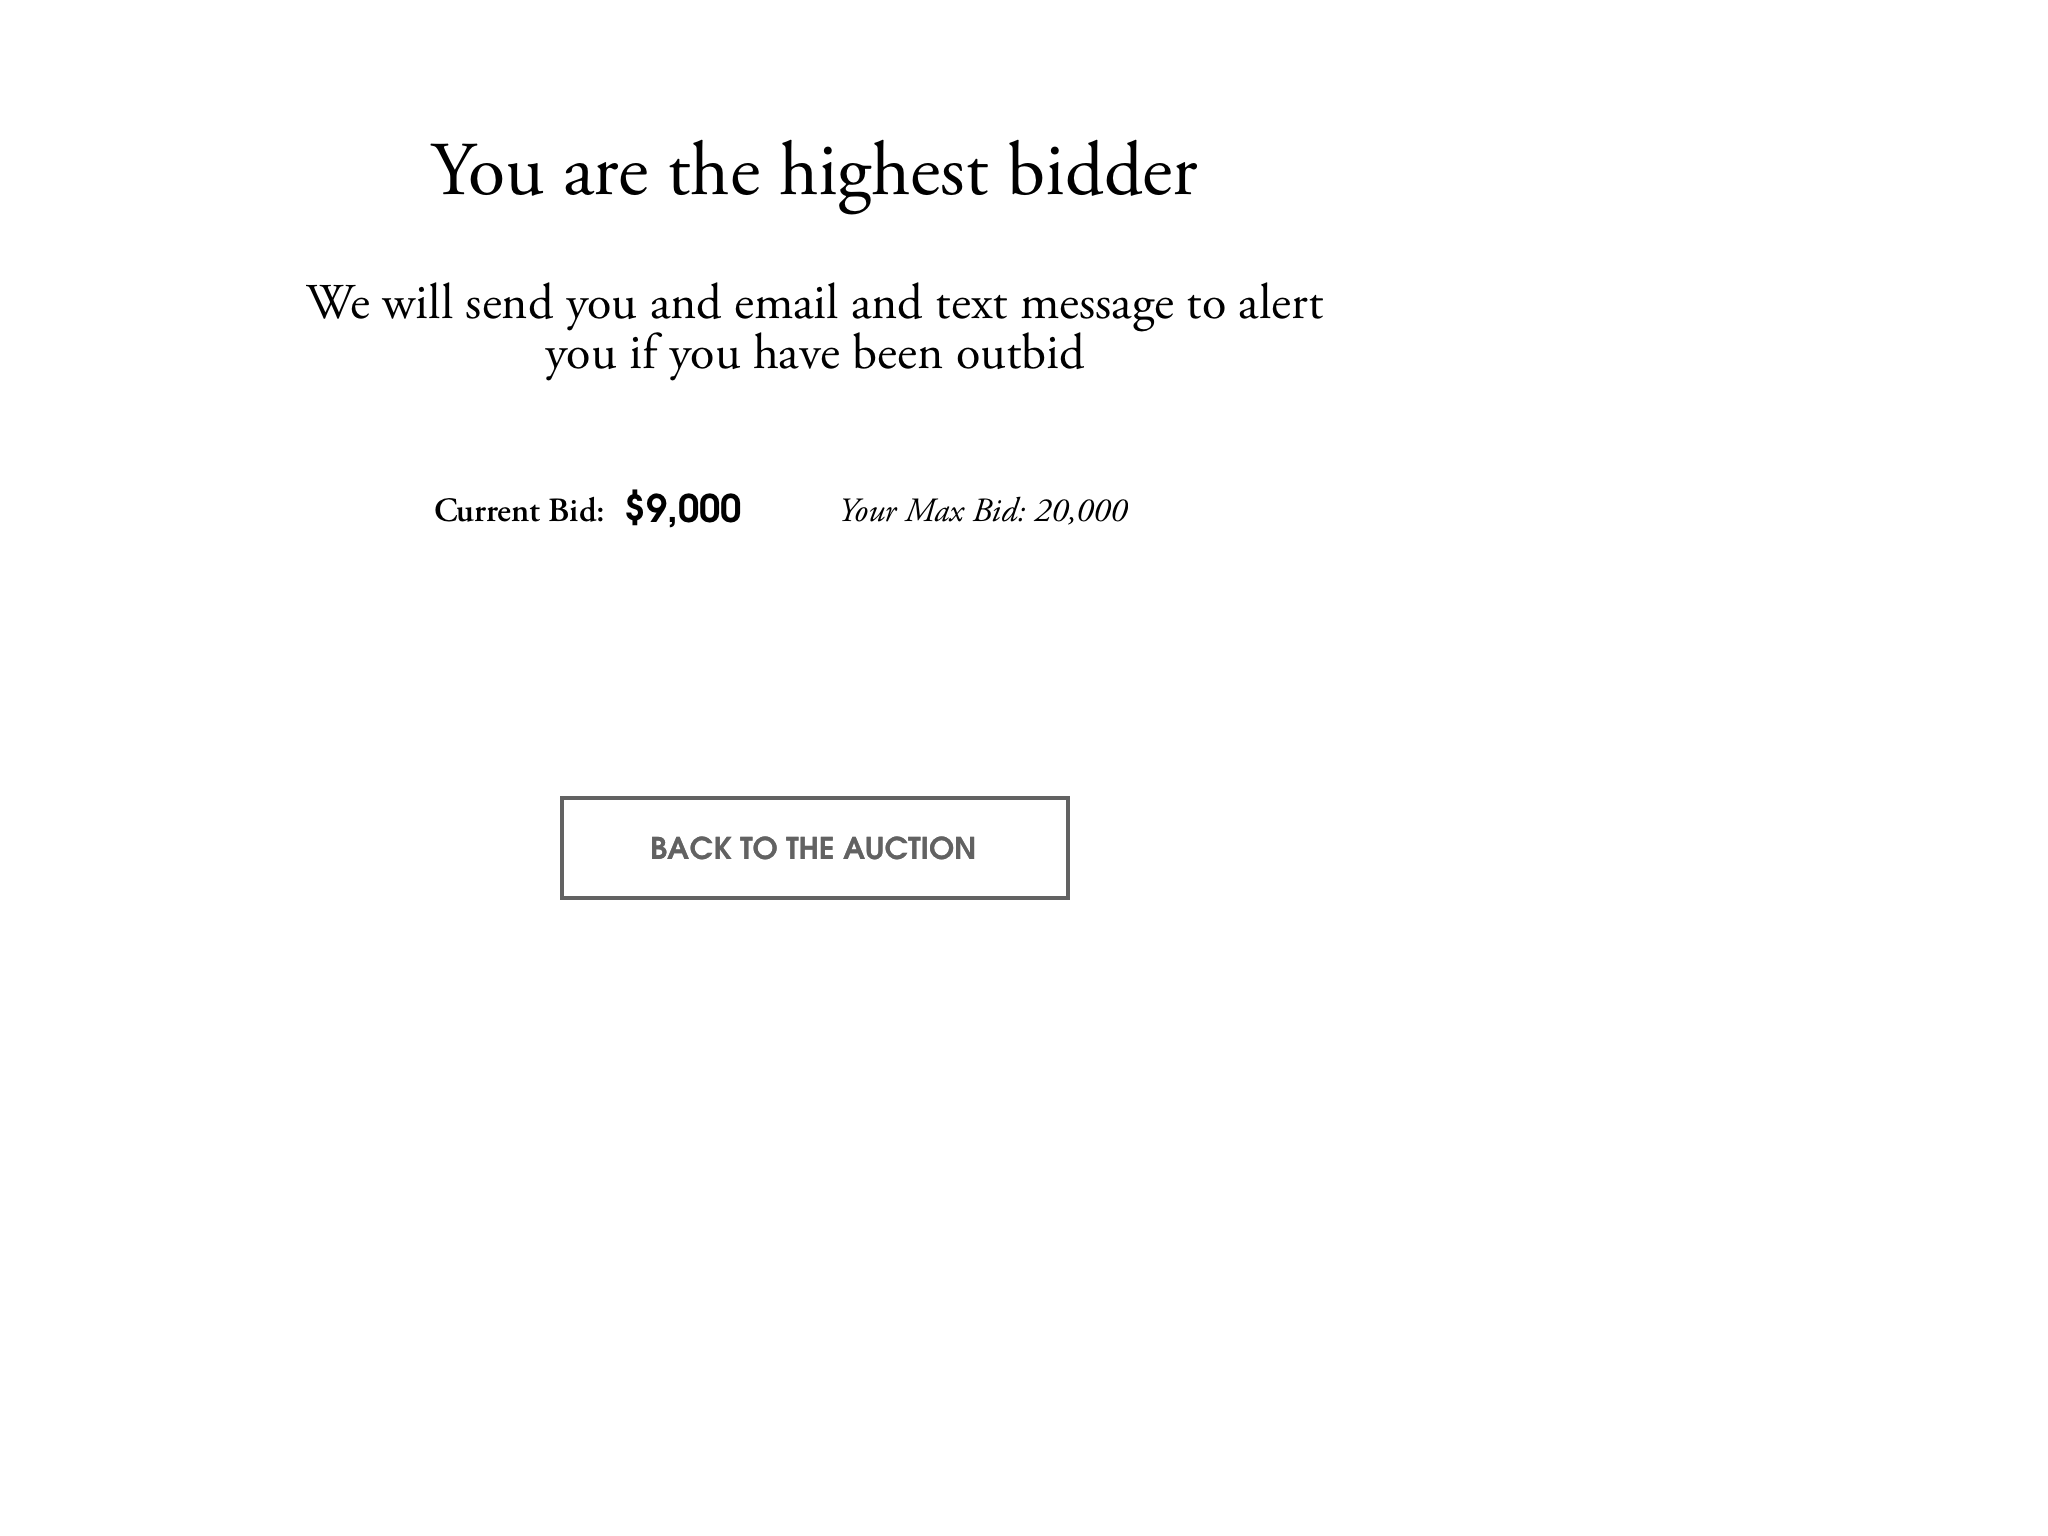 You are the highest bidder
We will send you and email and text message to alert
you if you have been outbid
Current Bid: $9,000 Your Max Bid: 20,000
BACK TO THE AUCTION